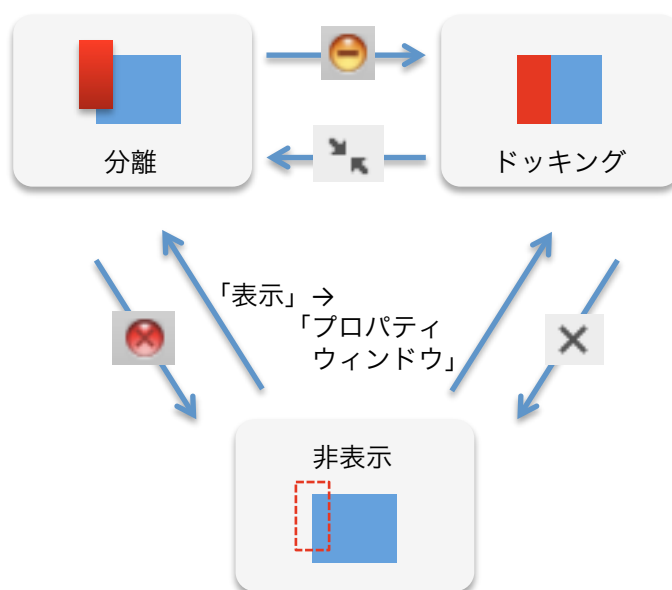 分離
ドッキング
「表示」→
「プロパティ
ウィンドウ」
非表示